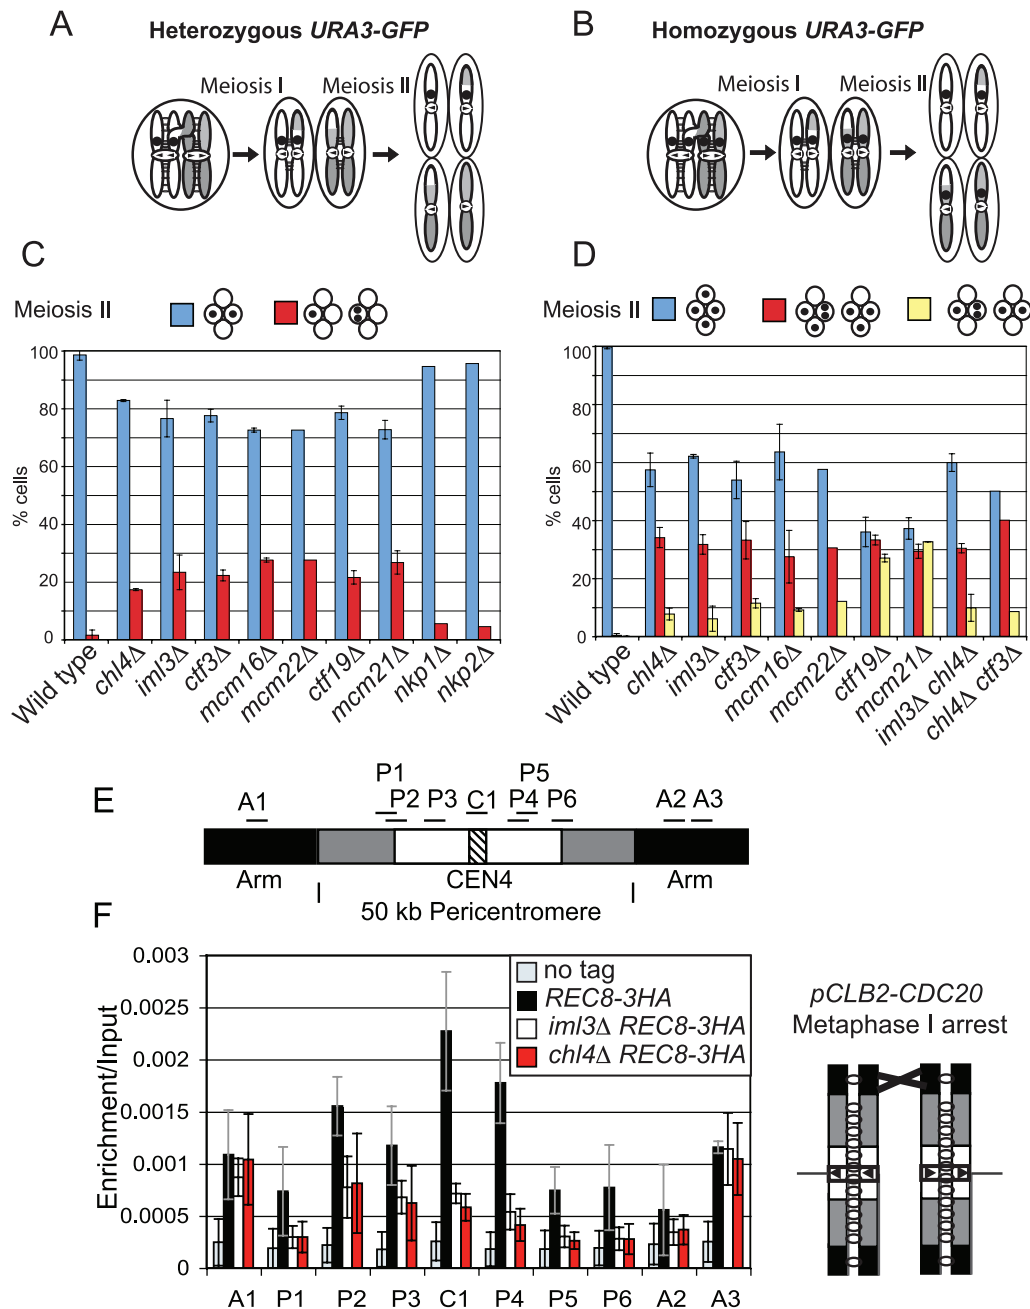 A
Heterozygous URA3-GFP
Meiosis I
Meiosis II
B
Homozygous URA3-GFP
Meiosis I
Meiosis II
C
Meiosis II
100
80
60
40
20
0
% cells
Wild type
chl4Δ
iml3Δ
ctf3Δ
mcm16Δ
mcm22Δ
ctf19Δ
mcm21Δ
nkp1Δ
nkp2Δ
D
Meiosis II
100
80
60
40
20
0
% cells
Wild type
chl4Δ
iml3Δ
ctf3Δ
mcm16Δ
mcm22Δ
ctf19Δ
mcm21Δ
iml3Δ chl4Δ
chl4Δ ctf3Δ
E
A1
P1
P2
P3
C1
P5
P4
P6
A2
A3
Arm
CEN4
Arm
50 kb Pericentromere
F
0.003
0.0025
0.002
0.0015
0.001
0.0005
0
Enrichment/Input
no tag
REC8-3HA
iml3Δ REC8-3HA
chl4Δ REC8-3HA
A1
P1
P2
P3
C1
P4
P5
P6
A2
A3
pCLB2-CDC20
Metaphase I arrest